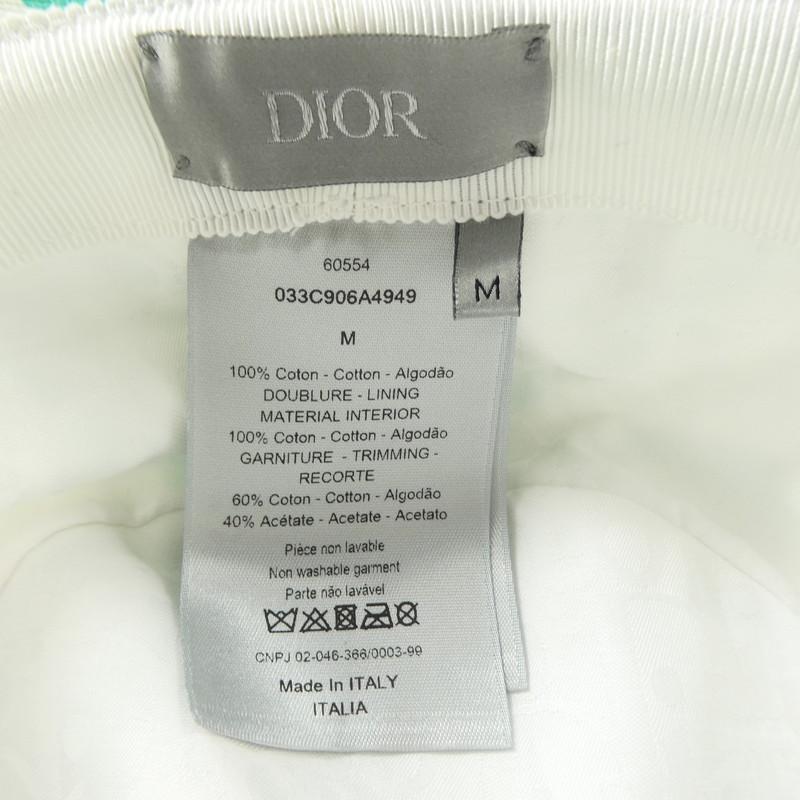 DIOR
60554
033C906A4949
M
M
100% Coton - Cotton - Algodão
DOUBLURE - LINING
MATERIAL INTERIOR
100% Coton - Cotton - Algodão
GARNITURE - TRIMMING -
RECORTE
60% Coton - Cotton - Algodão
40% Acétate - Acetate - Acetato
Pièce non lavable
Non washable garment
Parte não lavável
CNPJ 02-046-366/0003-99
Made In ITALY
ITALIA